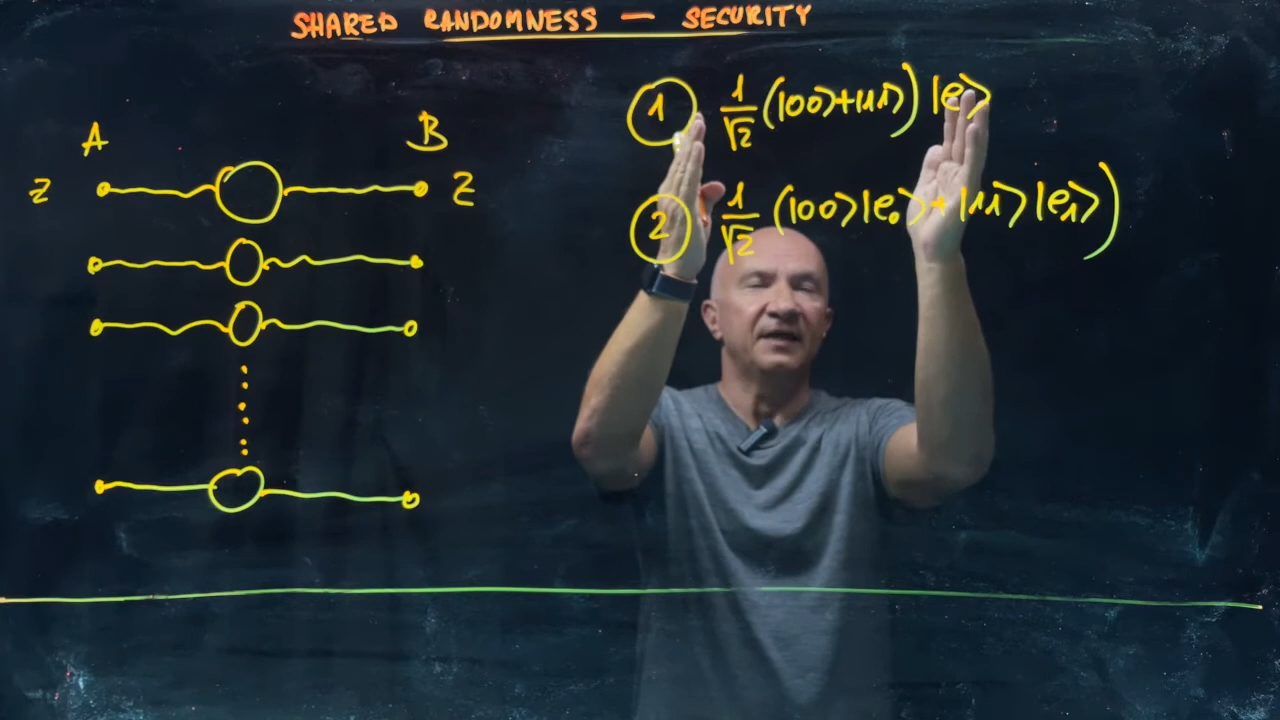 SHARED RANDOMNESS — SECURITY
A B
Z Z
1 1/√2 (|00⟩+|11⟩) |e⟩
2 1/√2 (|00⟩|e₀⟩+|11⟩|e₁⟩)